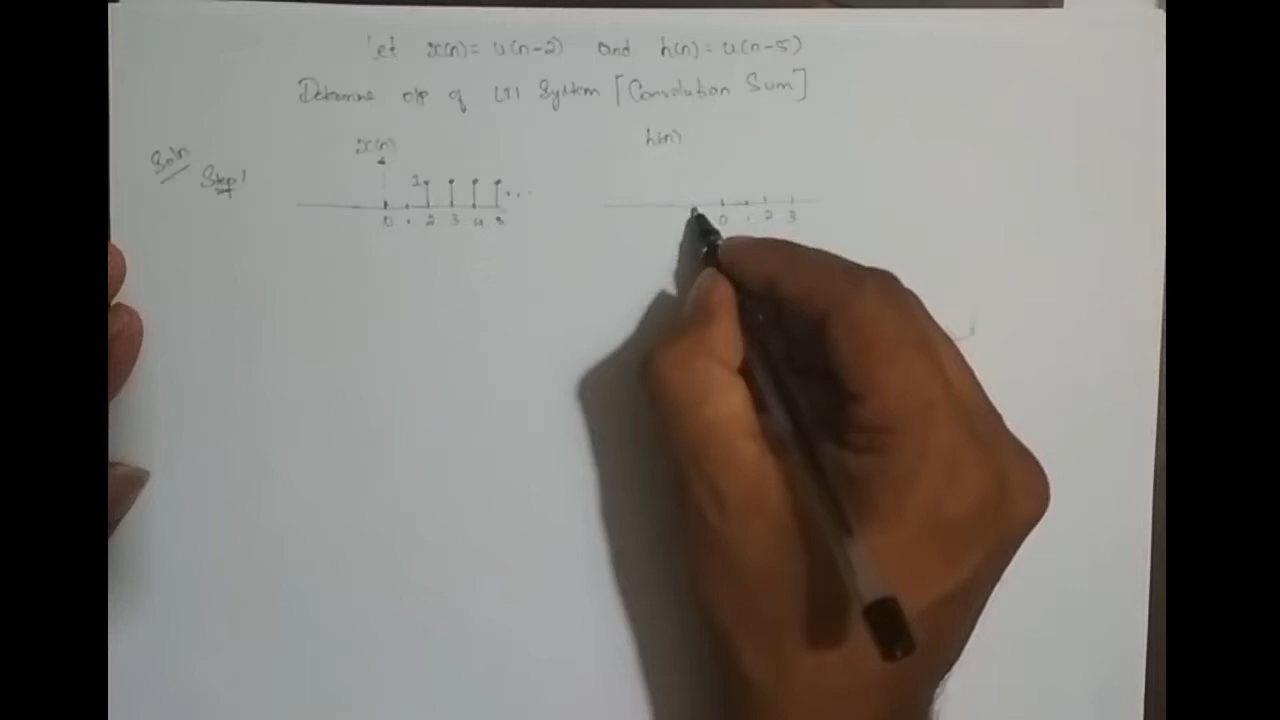 Let x(n) = u(n-2) and h(n) = u(n-5)
Determine o/p of LTI System [Convolution Sum]
Soln
Step 1
x(n)
h(n)
1
0 1 2 3 4 5
0 1 2 3